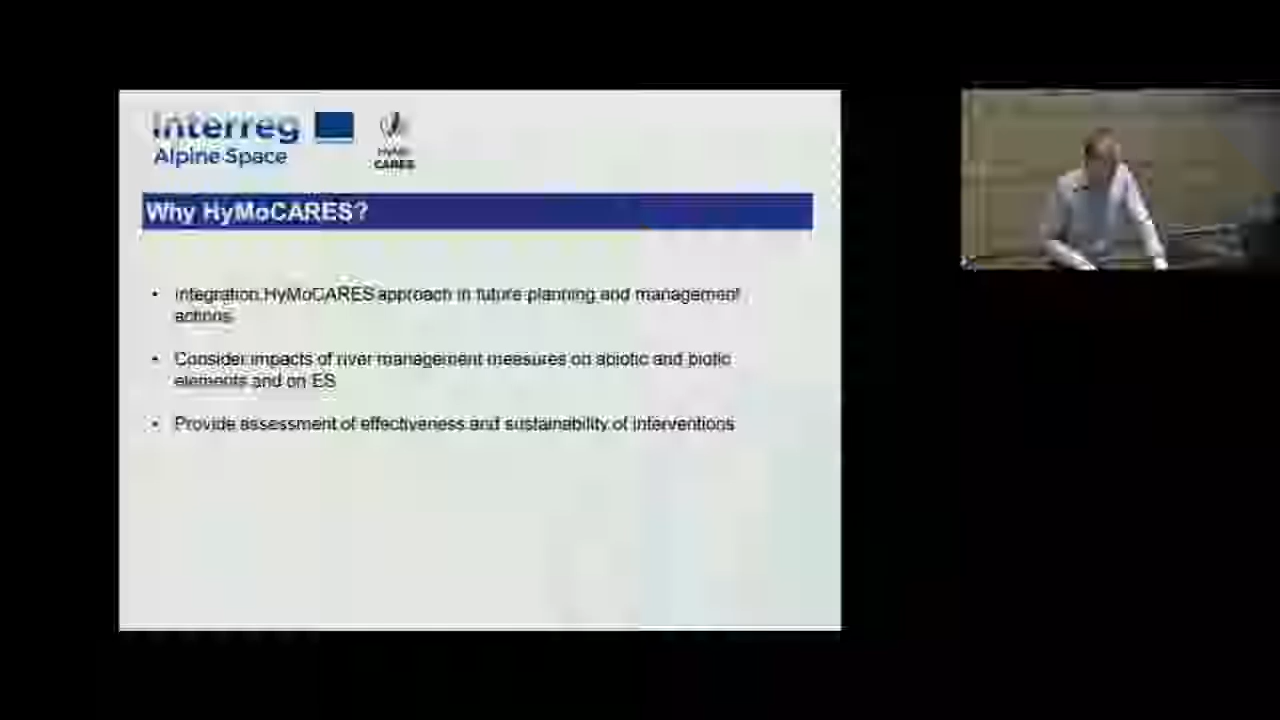 Interreg
Alpine Space
HyMo
CARES
Why HyMoCARES?
• Integration HyMoCARES approach in future planning and management
actions
• Consider impacts of river management measures on abiotic and biotic
elements and on ES
• Provide assessment of effectiveness and sustainability of interventions